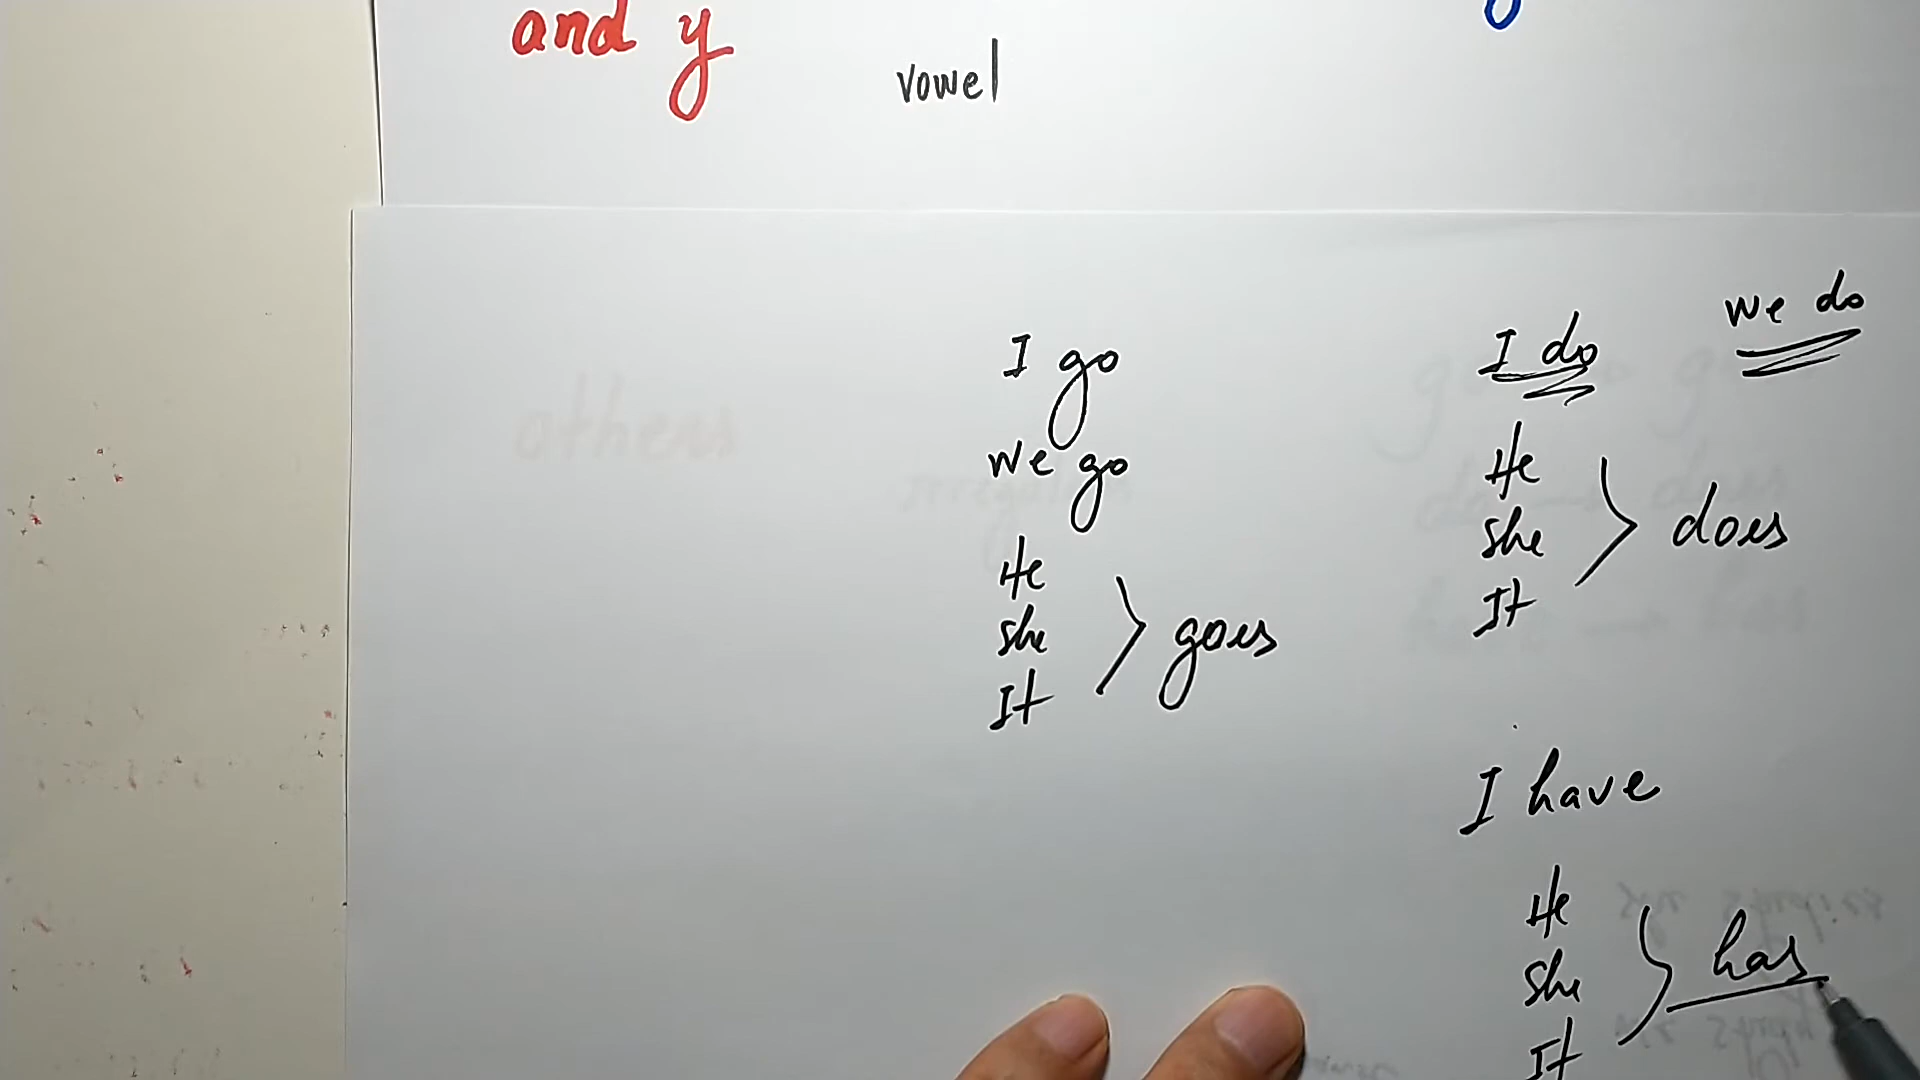 and y
vowel
I go
we go
He
she
It
goes
I do
we do
He
she
It
does
I have
He
she
It
has
others